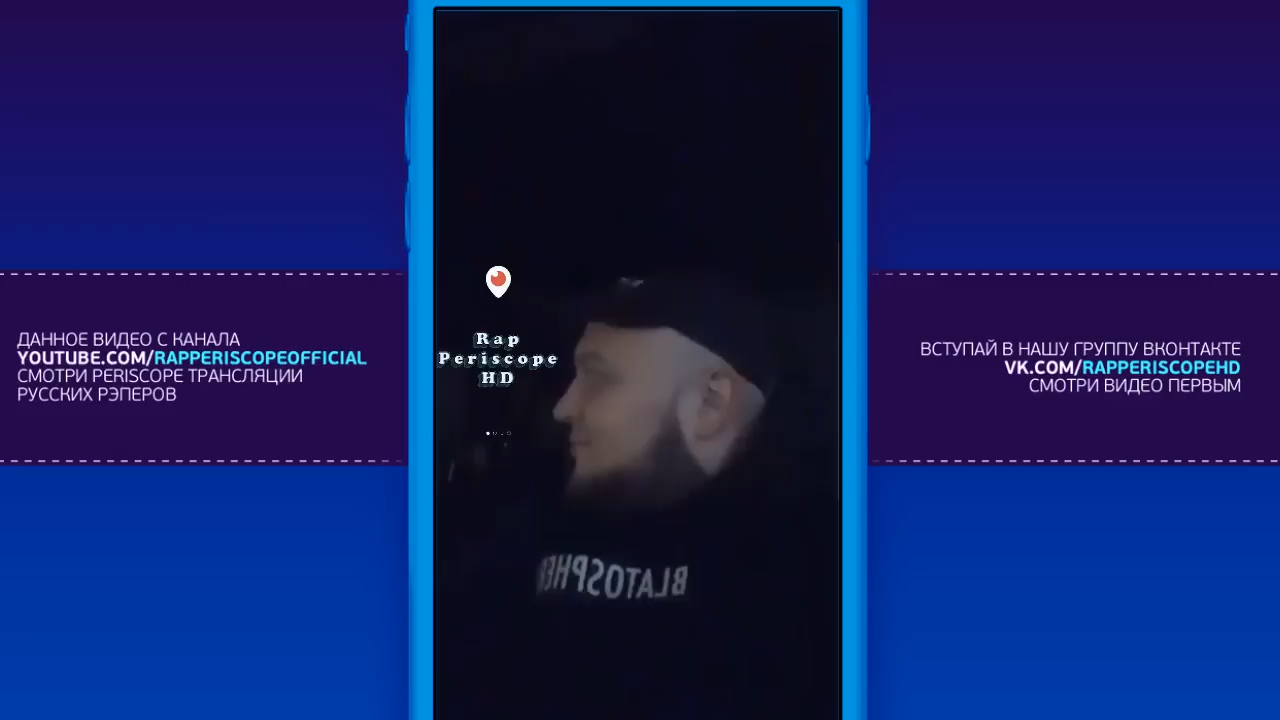 ДАННОЕ ВИДЕО С КАНАЛА
YOUTUBE.COM/RAPPERISCOPEOFFICIAL
СМОТРИ PERISCOPE ТРАНСЛЯЦИИ
РУССКИХ РЭПЕРОВ
Rap
Periscope
HD
BLATOSPHE
ВСТУПАЙ В НАШУ ГРУППУ ВКОНТАКТЕ
VK.COM/RAPPERISCOPEHD
СМОТРИ ВИДЕО ПЕРВЫМ